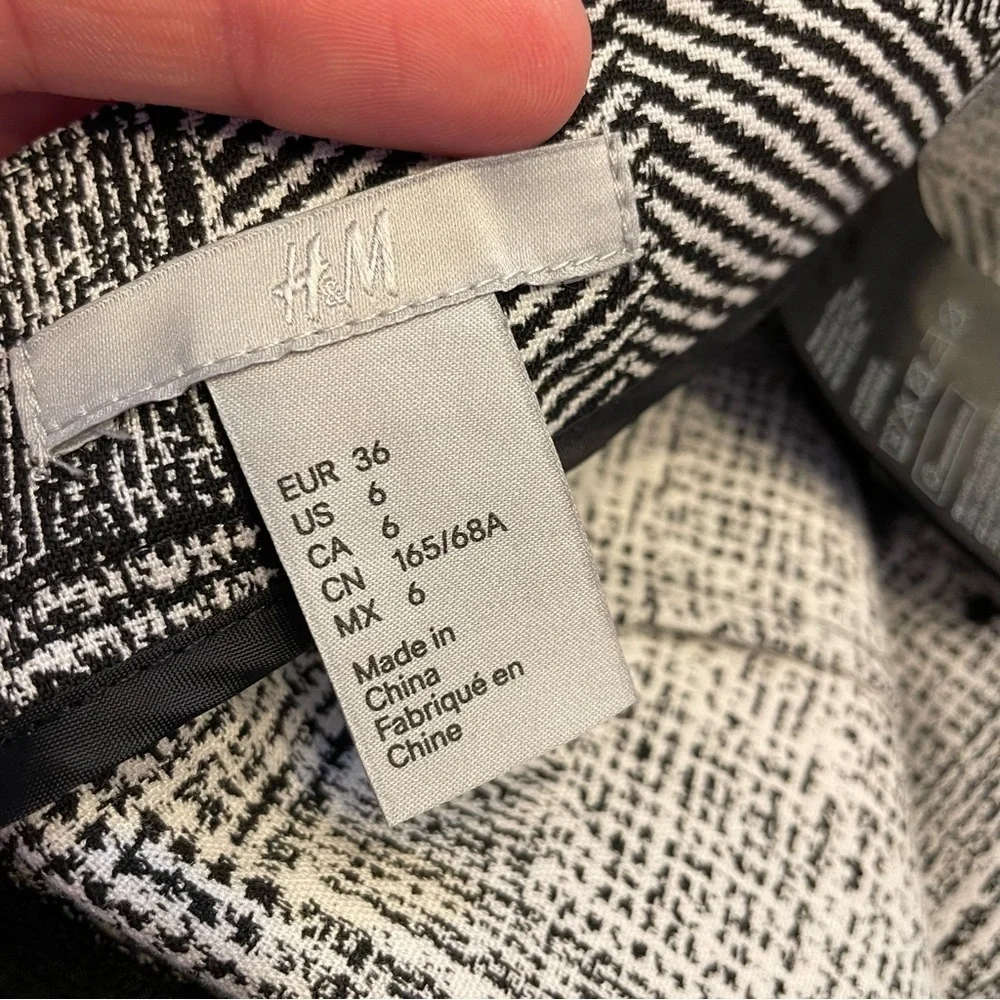 H&M
EUR 36
US 6
CA 6
CN 165/68A
MX 6
Made in
China
Fabriqué en
Chine